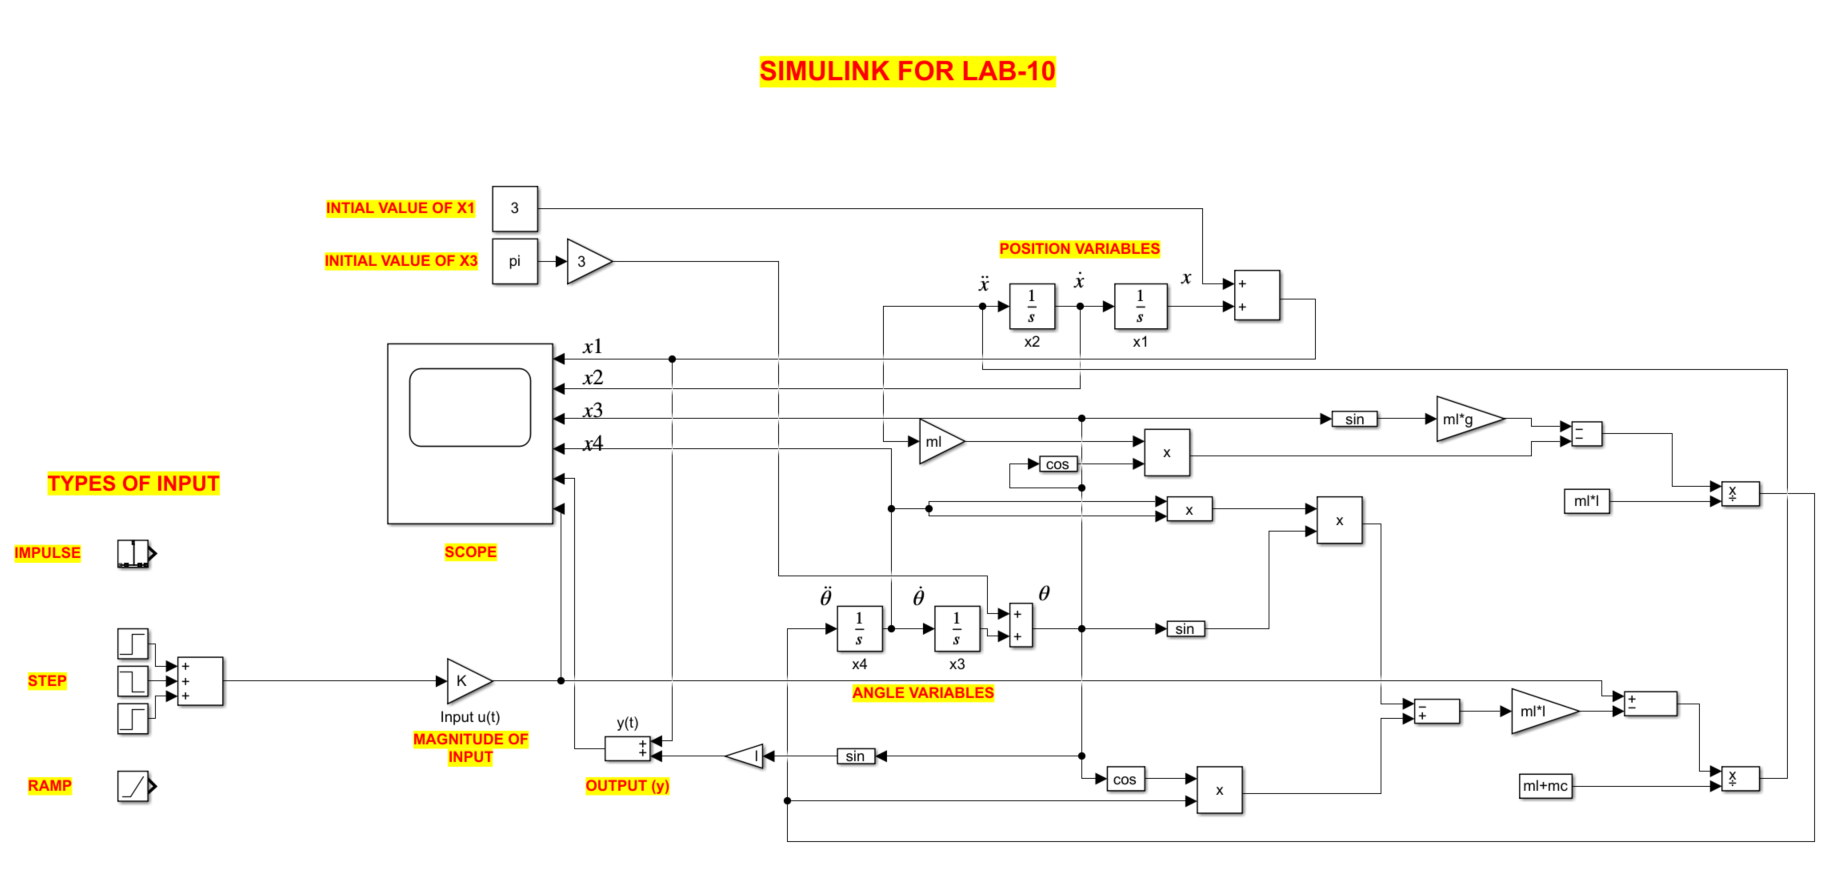 SIMULINK FOR LAB-10
INTIAL VALUE OF X1
3
INITIAL VALUE OF X3
pi
3
POSITION VARIABLES
ẍ
1
s
x2
ẋ
1
s
x1
x
+
+
x1
x2
x3
x4
SCOPE
ml
cos
x
sin
ml*g
−
−
ml*l
x
÷
x
x
TYPES OF INPUT
IMPULSE
STEP
+
+
+
RAMP
K
Input u(t)
MAGNITUDE OF
INPUT
θ̈
1
s
x4
θ̇
1
s
x3
+
+
θ
ANGLE VARIABLES
sin
y(t)
+
+
OUTPUT (y)
l
sin
cos
x
−
+
ml*l
+
−
ml+mc
x
÷